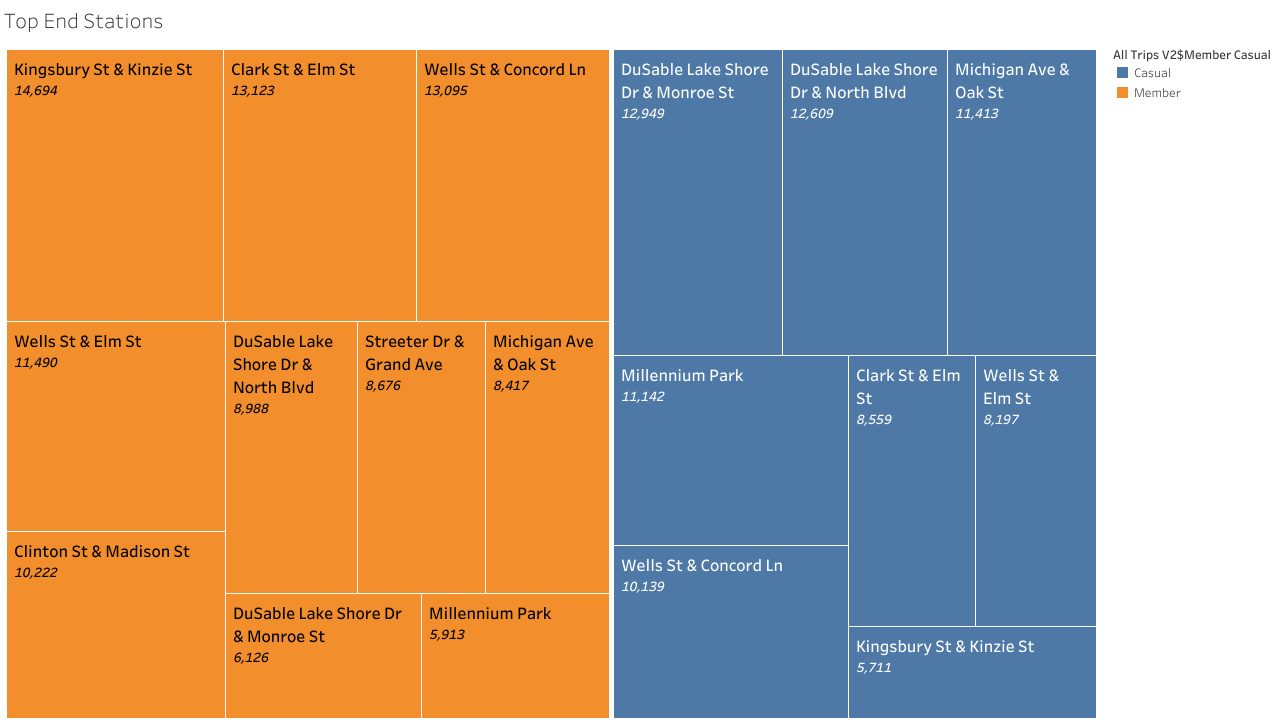 Top End Stations
Kingsbury St & Kinzie St
14,694
Clark St & Elm St
13,123
Wells St & Concord Ln
13,095
Wells St & Elm St
11,490
DuSable Lake
Shore Dr &
North Blvd
8,988
Streeter Dr &
Grand Ave
8,676
Michigan Ave
& Oak St
8,417
Clinton St & Madison St
10,222
DuSable Lake Shore Dr
& Monroe St
6,126
Millennium Park
5,913
DuSable Lake Shore
Dr & Monroe St
12,949
DuSable Lake Shore
Dr & North Blvd
12,609
Michigan Ave &
Oak St
11,413
Millennium Park
11,142
Clark St & Elm
St
8,559
Wells St &
Elm St
8,197
Wells St & Concord Ln
10,139
Kingsbury St & Kinzie St
5,711
All Trips V2$Member Casual
Casual
Member